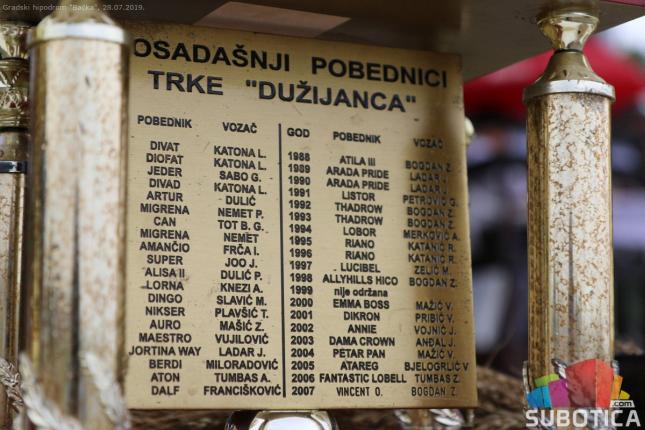 Gradski hipodrom "Bačka", 28.07.2019.
OSADAŠNJI POBEDNICI
TRKE "DUŽIJANCA"
POBEDNIK VOZAČ GOD POBEDNIK VOZAČ
DIVAT KATONA L. 1988 ATILA III BOGDAN Z.
DIOFAT KATONA L. 1989 ARADA PRIDE LADAR J.
JEDER SABO G. 1990 ARADA PRIDE LADAR J.
DIVAD KATONA L. 1991 LISTOR PETROVIĆ G.
ARTUR DULIĆ 1992 THADROW BOGDAN Z.
MIGRENA NEMET P. 1993 THADROW BOGDAN Z.
CAN TOT B. G. 1994 LOBOR MERKOVIĆ A.
MIGRENA NEMET 1995 RIANO KATANIĆ R.
AMANČIO FRČA I. 1996 RIANO KATANIĆ R.
SUPER JOO J. 1997 LUCIBEL ZELIĆ M.
ALISA II DULIĆ P. 1998 ALLYHILLS HICO BOGDAN Z.
LORNA KNEZI A. 1999 nije održana
DINGO SLAVIĆ M. 2000 EMMA BOSS MAŽIĆ V.
NIKSER PLAVŠIĆ T. 2001 DIKRON PRIBIĆ V.
AURO MAŠIĆ Z. 2002 ANNIE VOJNIĆ J.
MAESTRO VUJILOVIĆ 2003 DAMA CROWN ANĐAL J.
JORTINA WAY LADAR J. 2004 PETAR PAN MAŽIĆ V.
BERDI MILORADOVIĆ 2005 ATAREG BJELOGRLIĆ V
ATON TUMBAS A. 2006 FANTASTIC LOBELL TUMBAS Z.
DALF FRANCIŠKOVIĆ 2007 VINCENT O. BOGDAN Z.
SUBOTICA.com